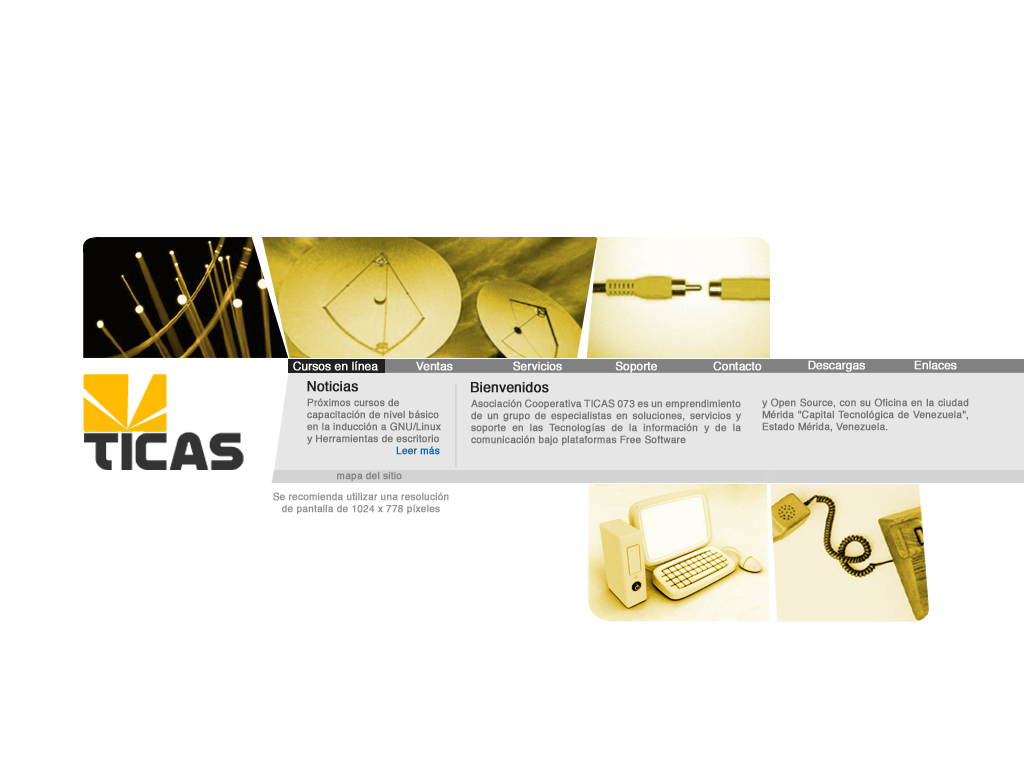 Cursos en línea Ventas Servicios Soporte Contacto Descargas Enlaces
TICAS
Noticias
Próximos cursos de
capacitación de nivel básico
en la inducción a GNU/Linux
y Herramientas de escritorio
Leer más
Bienvenidos
Asociación Cooperativa TICAS 073 es un emprendimiento
de un grupo de especialistas en soluciones, servicios y
soporte en las Tecnologías de la información y de la
comunicación bajo plataformas Free Software
y Open Source, con su Oficina en la ciudad
Mérida "Capital Tecnológica de Venezuela",
Estado Mérida, Venezuela.
mapa del sitio
Se recomienda utilizar una resolución
de pantalla de 1024 x 778 píxeles